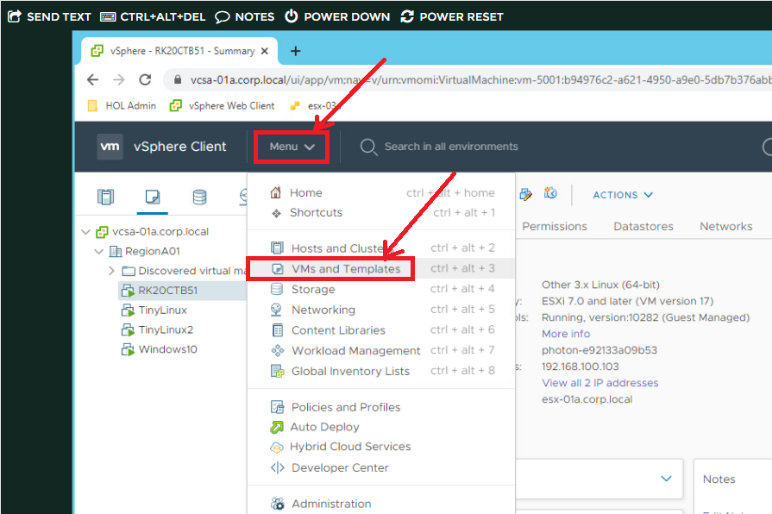 SEND TEXT CTRL+ALT+DEL NOTES POWER DOWN POWER RESET
vSphere - RK20CTB51 - Summary
vcsa-01a.corp.local/ui/app/vm;nav=v/urn:vmomi:VirtualMachine:vm-5001:b94976c2-a621-4950-a9e0-5db7b376abb
HOL Admin vSphere Web Client esx-03
vm vSphere Client Menu Search in all environments
Home ctrl + alt + home
ACTIONS
Shortcuts ctrl + alt + 1
Permissions Datastores Networks
vcsa-01a.corp.local
Hosts and Cluste ctrl + alt + 2
RegionA01
Discovered virtual ma
VMs and Templates ctrl + alt + 3
RK20CTB51
Storage ctrl + alt + 4
TinyLinux
Networking ctrl + alt + 5
TinyLinux2
Content Libraries ctrl + alt + 6
Windows10
Workload Management ctrl + alt + 7
Global Inventory Lists ctrl + alt + 8
Other 3.x Linux (64-bit)
y: ESXi 7.0 and later (VM version 17)
ols: Running, version:10282 (Guest Managed)
More info
photon-e92133a09b53
s: 192.168.100.103
View all 2 IP addresses
esx-01a.corp.local
Policies and Profiles
Auto Deploy
Hybrid Cloud Services
Developer Center
Notes
Administration